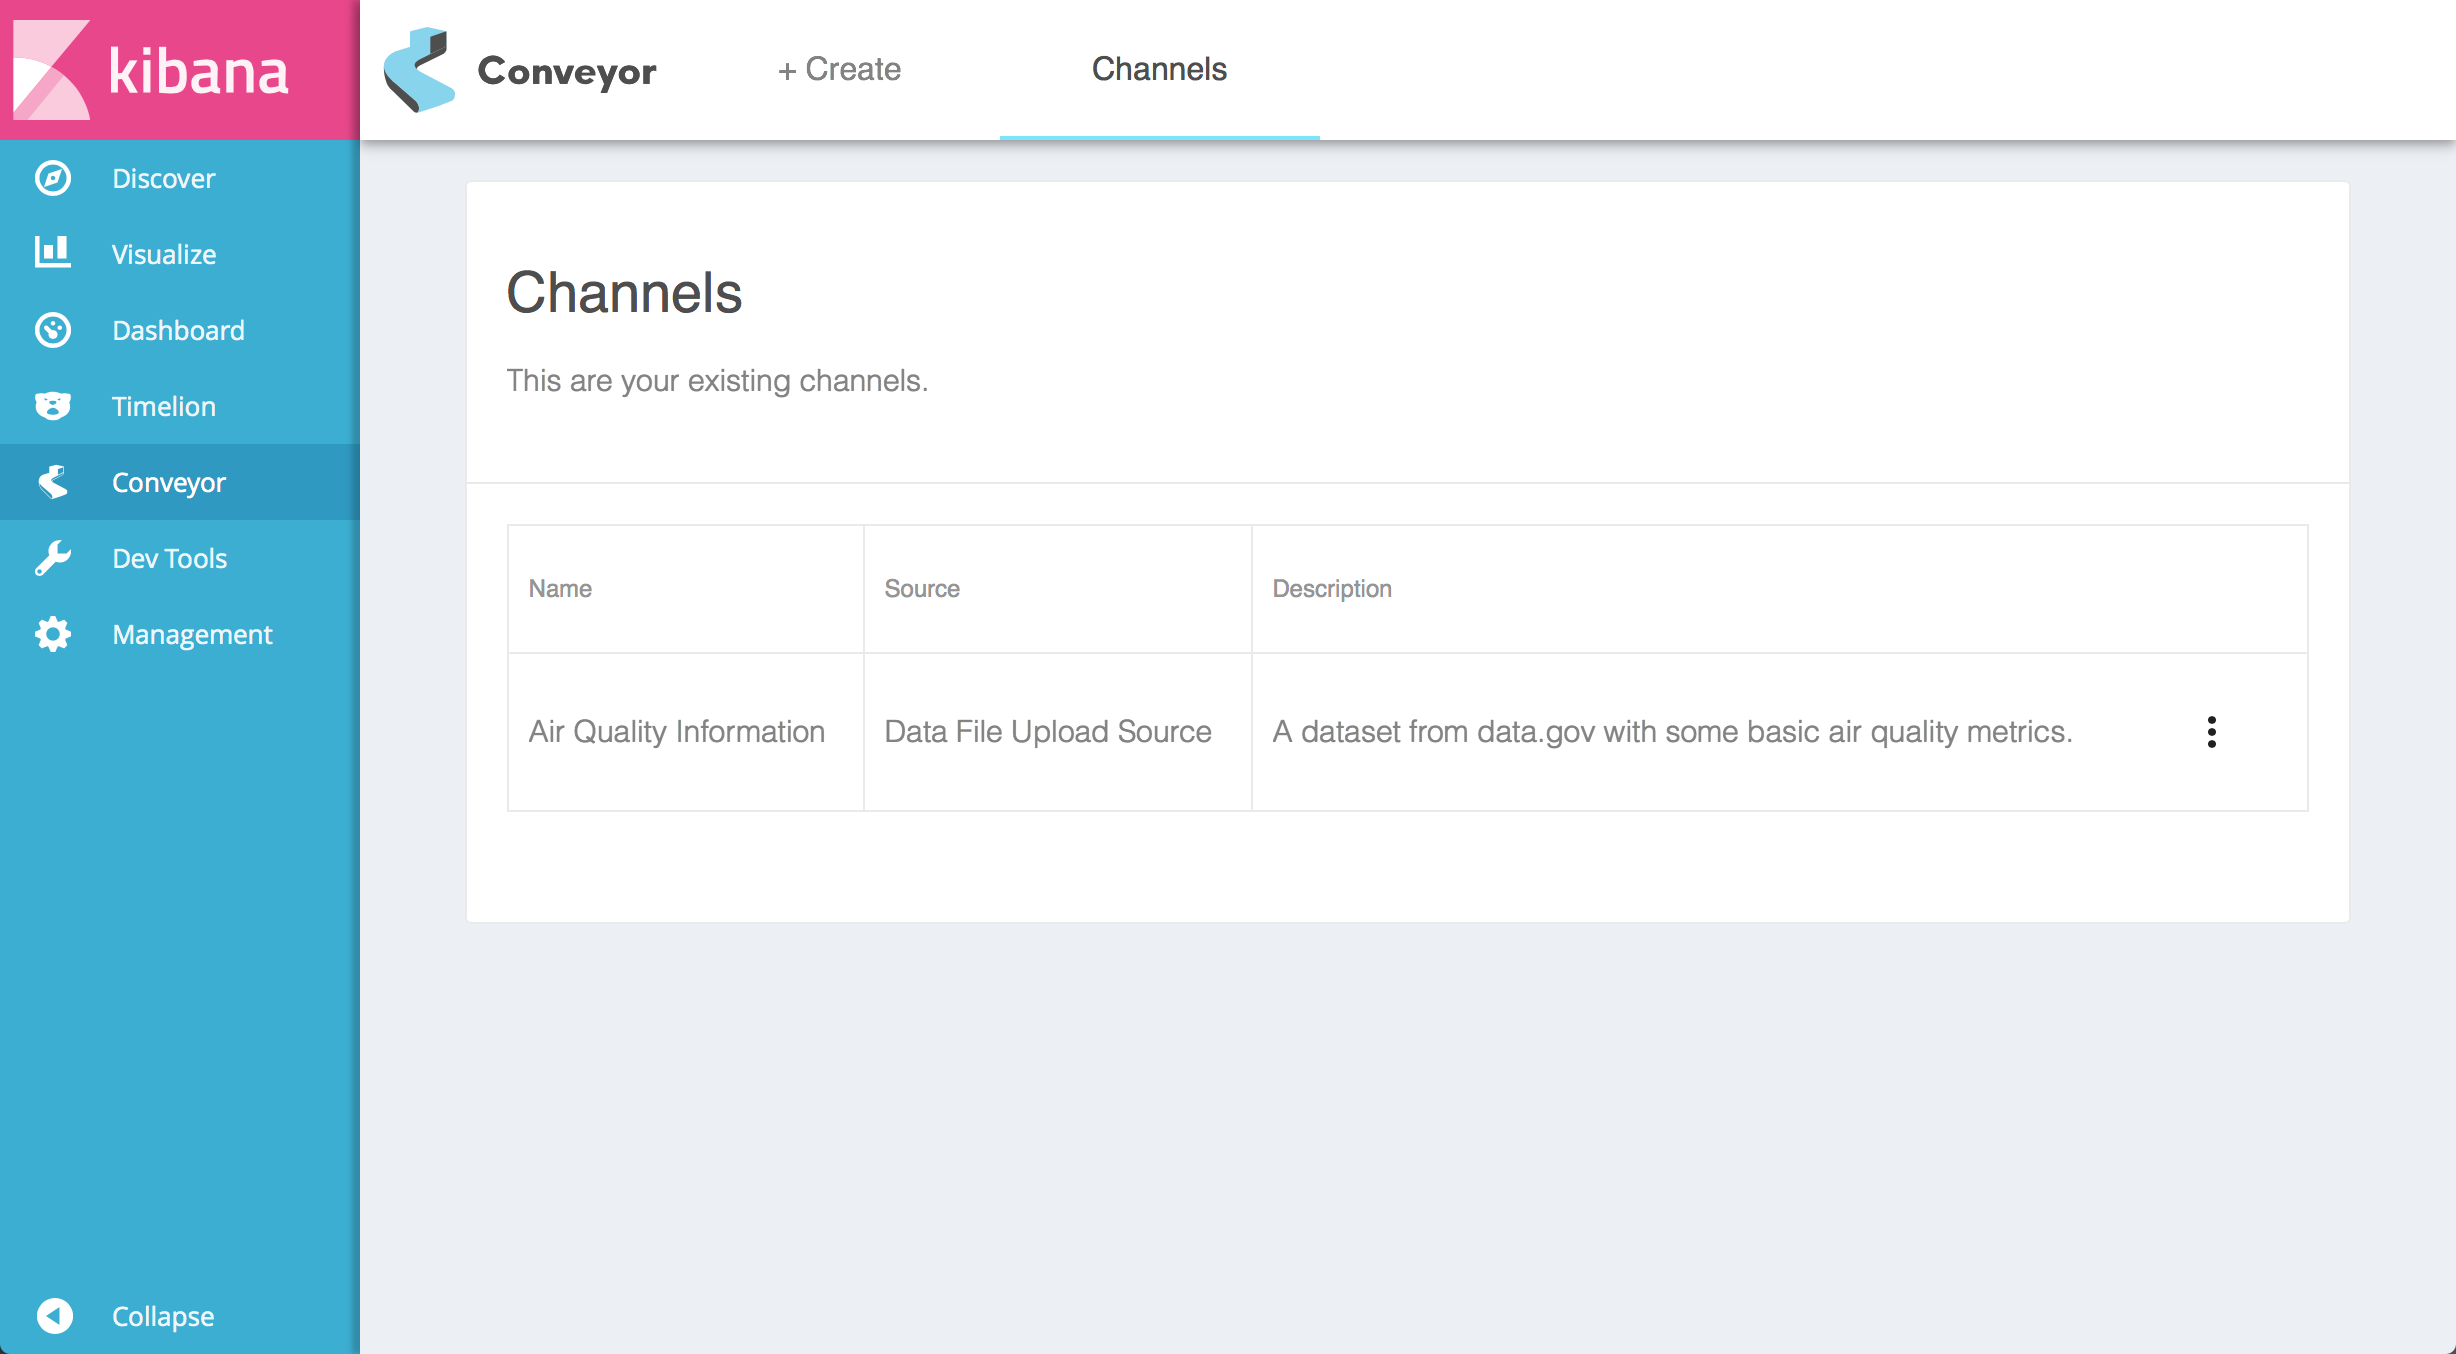 kibana
Conveyor
+ Create
Channels
Discover
Visualize
Dashboard
Timelion
Conveyor
Dev Tools
Management
Collapse
Channels
This are your existing channels.
Name Source Description
Air Quality Information Data File Upload Source A dataset from data.gov with some basic air quality metrics.